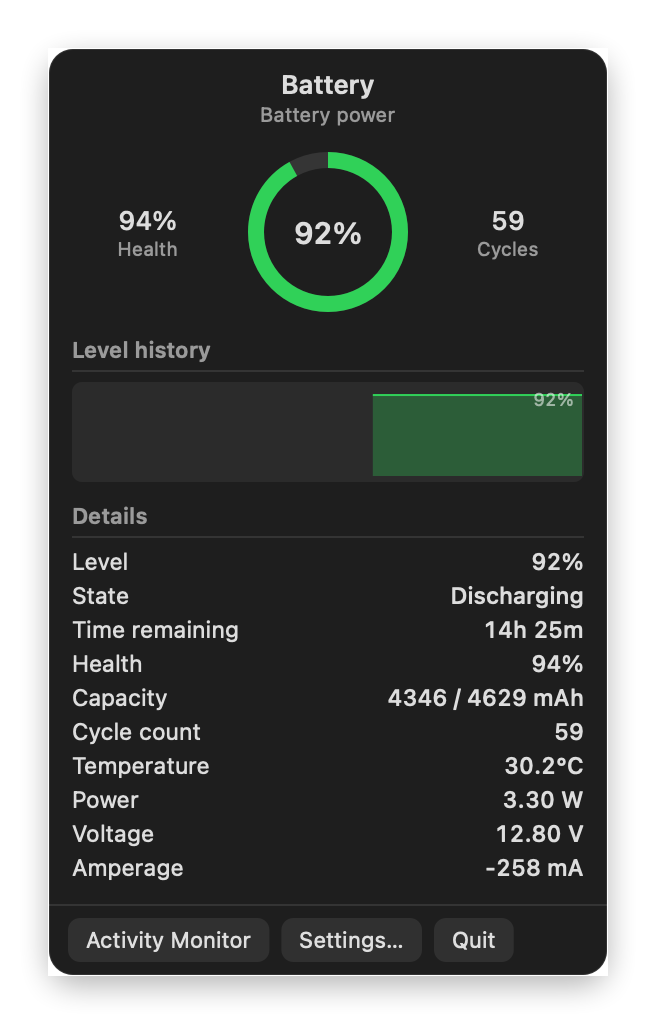 Battery
Battery power
94%
Health
92%
59
Cycles
Level history
92%
Details
Level 92%
State Discharging
Time remaining 14h 25m
Health 94%
Capacity 4346 / 4629 mAh
Cycle count 59
Temperature 30.2°C
Power 3.30 W
Voltage 12.80 V
Amperage -258 mA
Activity Monitor Settings... Quit